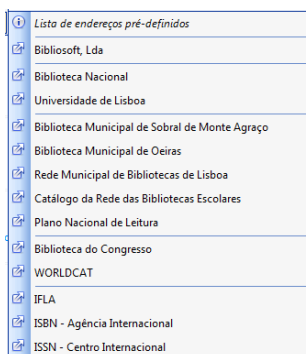 Lista de endereços pré-definidos
Bibliosoft, Lda
Biblioteca Nacional
Universidade de Lisboa
Biblioteca Municipal de Sobral de Monte Agraço
Biblioteca Municipal de Oeiras
Rede Municipal de Bibliotecas de Lisboa
Catálogo da Rede das Bibliotecas Escolares
Plano Nacional de Leitura
Biblioteca do Congresso
WORLDCAT
IFLA
ISBN - Agência Internacional
ISSN - Centro Internacional